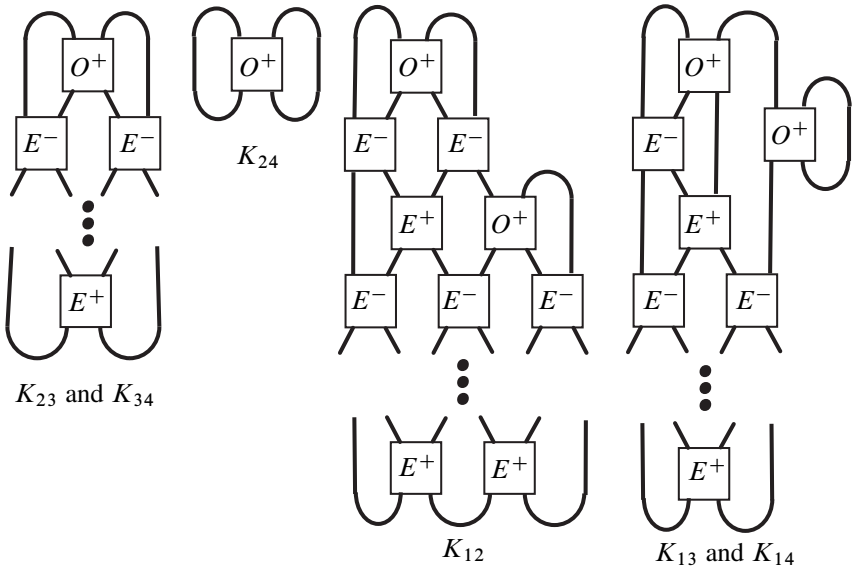 O⁺ O⁺ O⁺ O⁺
E⁻ E⁻ K₂₄ E⁻ E⁻ E⁻ O⁺
E⁺ O⁺ E⁺
E⁺ E⁻ E⁻ E⁻ E⁻ E⁻
K₂₃ and K₃₄
E⁺ E⁺ E⁺
K₁₂ K₁₃ and K₁₄